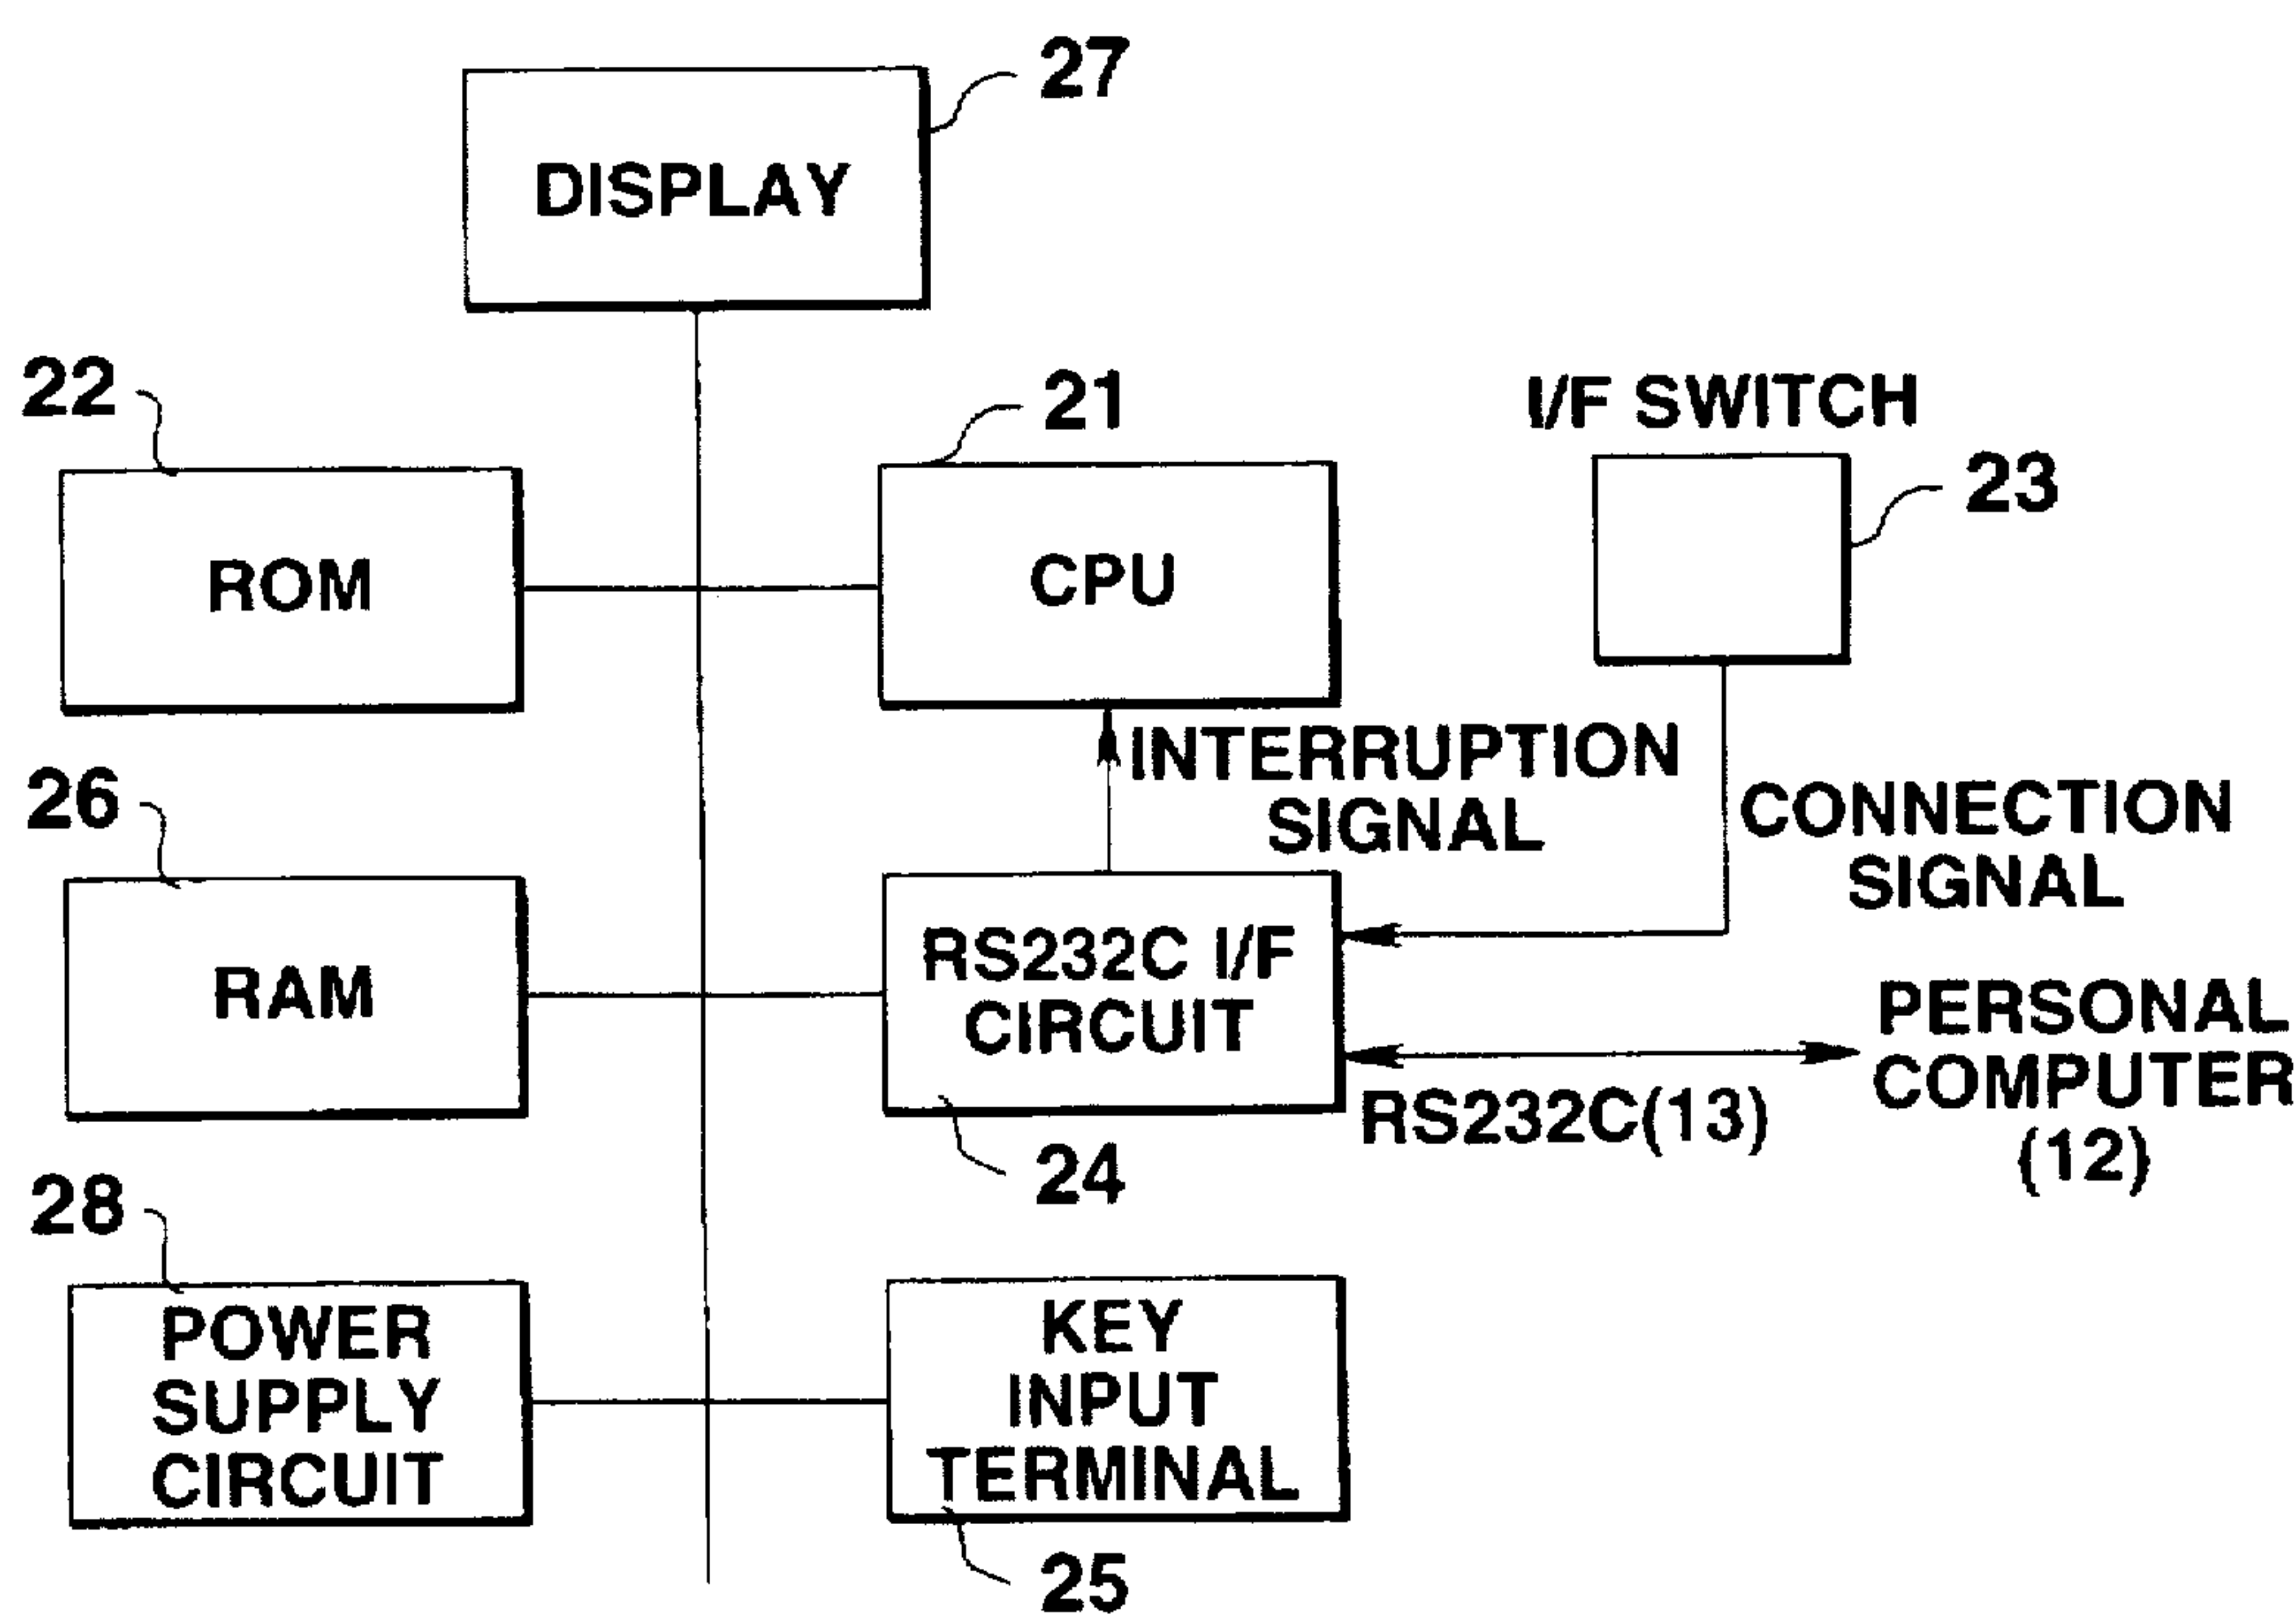 27
DISPLAY
22
21
I/F SWITCH
23
ROM
CPU
INTERRUPTION
SIGNAL
CONNECTION
SIGNAL
26
RAM
RS232C I/F
CIRCUIT
PERSONAL
COMPUTER
(12)
RS232C(13)
24
28
POWER
SUPPLY
CIRCUIT
KEY
INPUT
TERMINAL
25